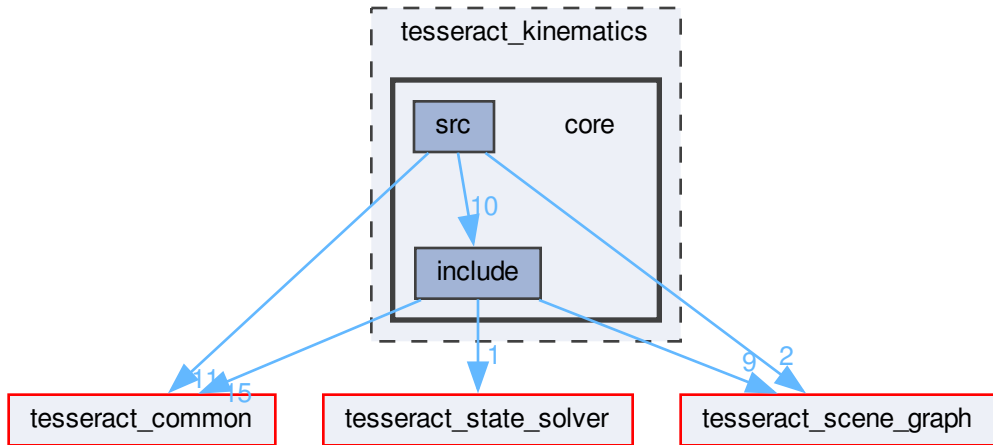 tesseract_kinematics
src
core
10
include
1
9
2
11
15
tesseract_common
tesseract_state_solver
tesseract_scene_graph